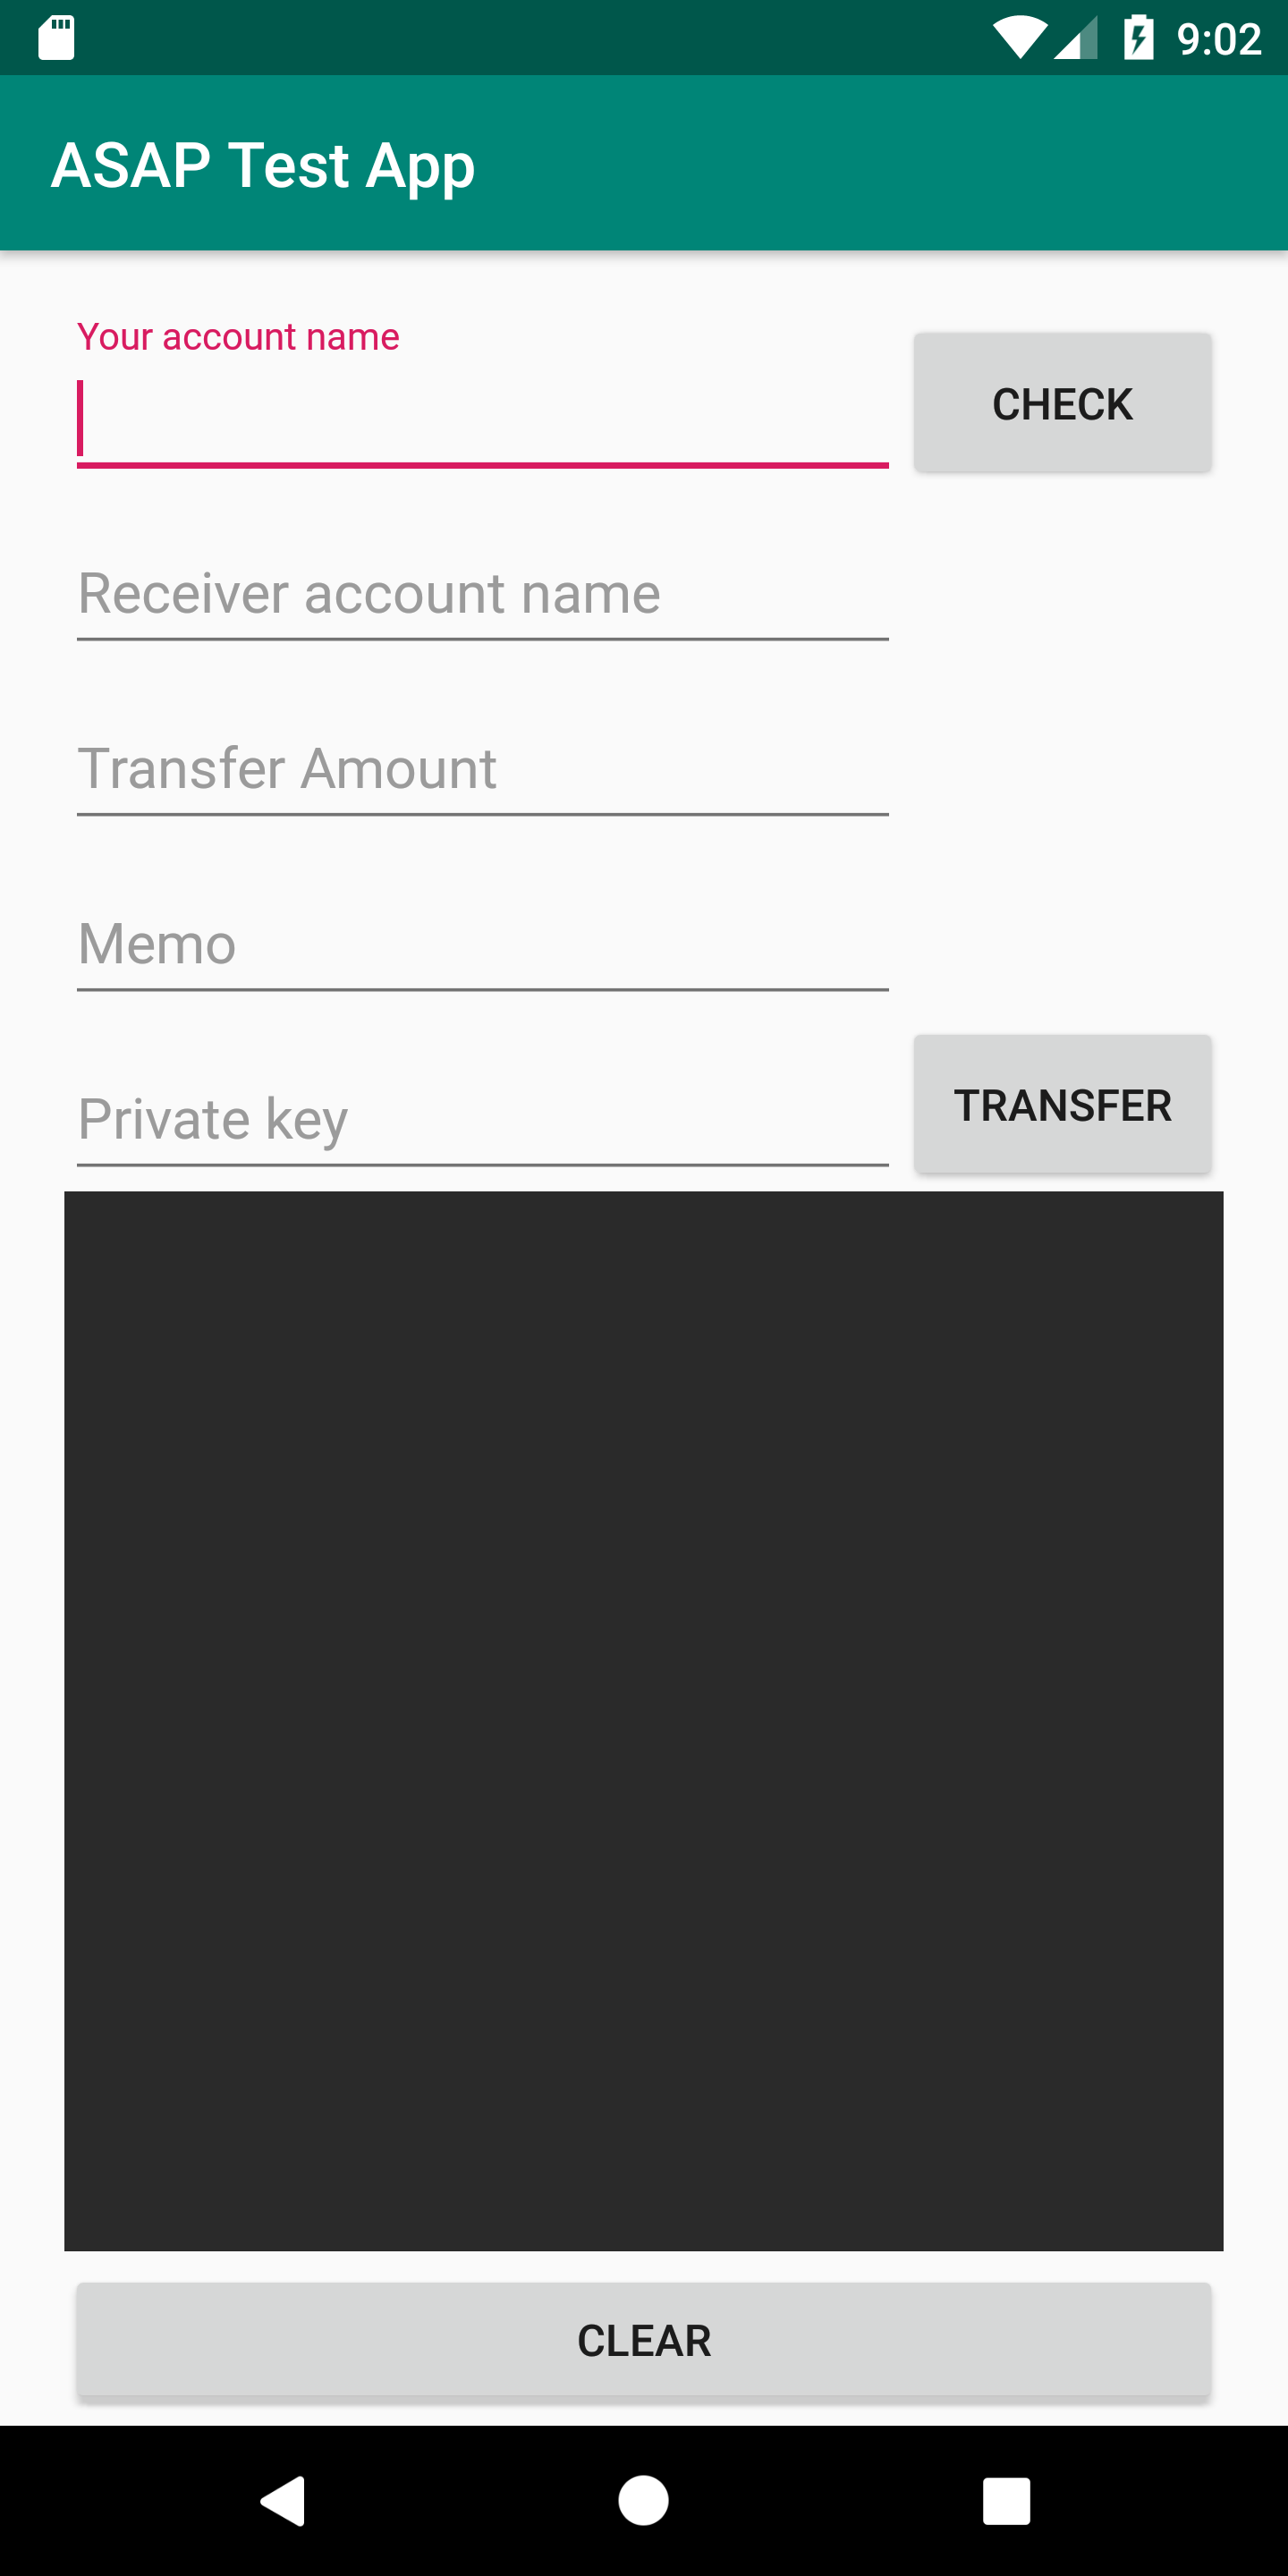 9:02
ASAP Test App
Your account name
CHECK
Receiver account name
Transfer Amount
Memo
Private key
TRANSFER
CLEAR